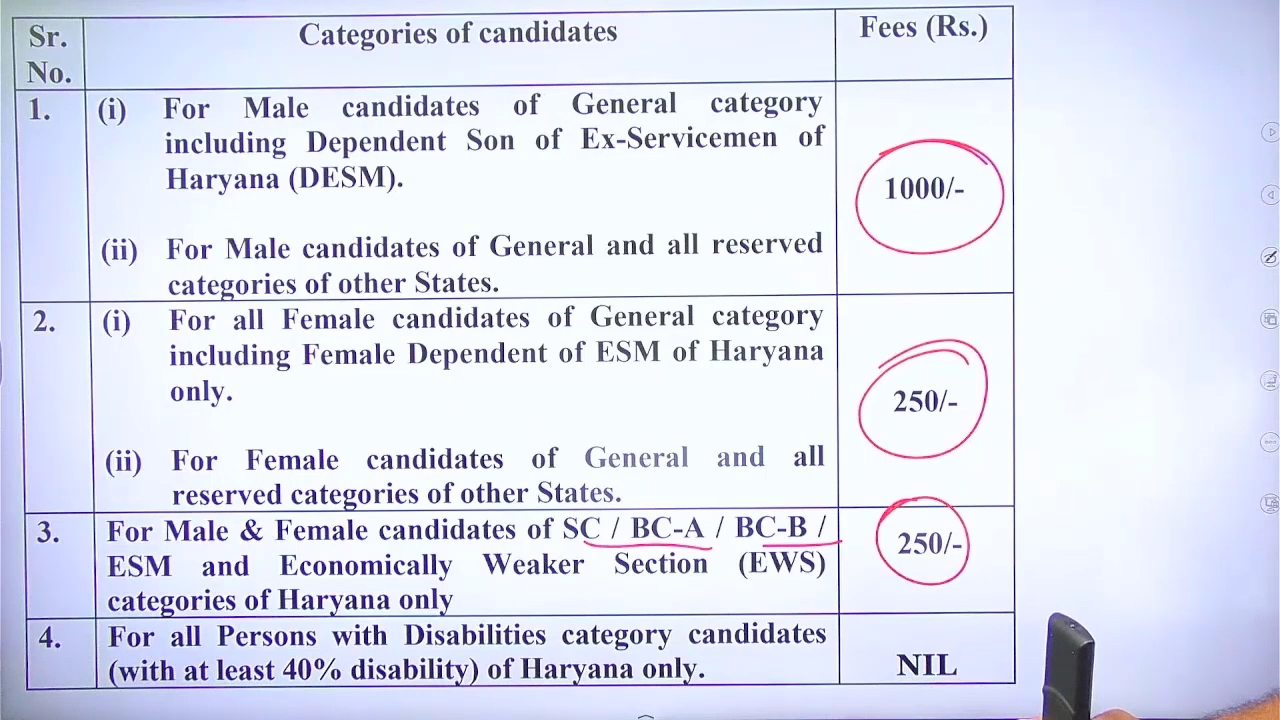 Sr. No.
Categories of candidates
Fees (Rs.)
1.
(i) For Male candidates of General category
including Dependent Son of Ex-Servicemen of
Haryana (DESM).
(ii) For Male candidates of General and all reserved
categories of other States.
1000/-
2.
(i) For all Female candidates of General category
including Female Dependent of ESM of Haryana
only.
(ii) For Female candidates of General and all
reserved categories of other States.
250/-
3.
For Male & Female candidates of SC / BC-A / BC-B /
ESM and Economically Weaker Section (EWS)
categories of Haryana only
250/-
4.
For all Persons with Disabilities category candidates
(with at least 40% disability) of Haryana only.
NIL